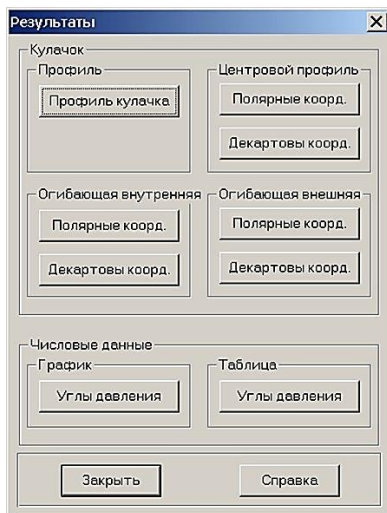 Результаты
Кулачок
Профиль
Профиль кулачка
Центровой профиль
Полярные коорд.
Декартовы коорд.
Огибающая внутренняя
Полярные коорд.
Декартовы коорд.
Огибающая внешняя
Полярные коорд.
Декартовы коорд.
Числовые данные
График
Углы давления
Таблица
Углы давления
Закрыть
Справка